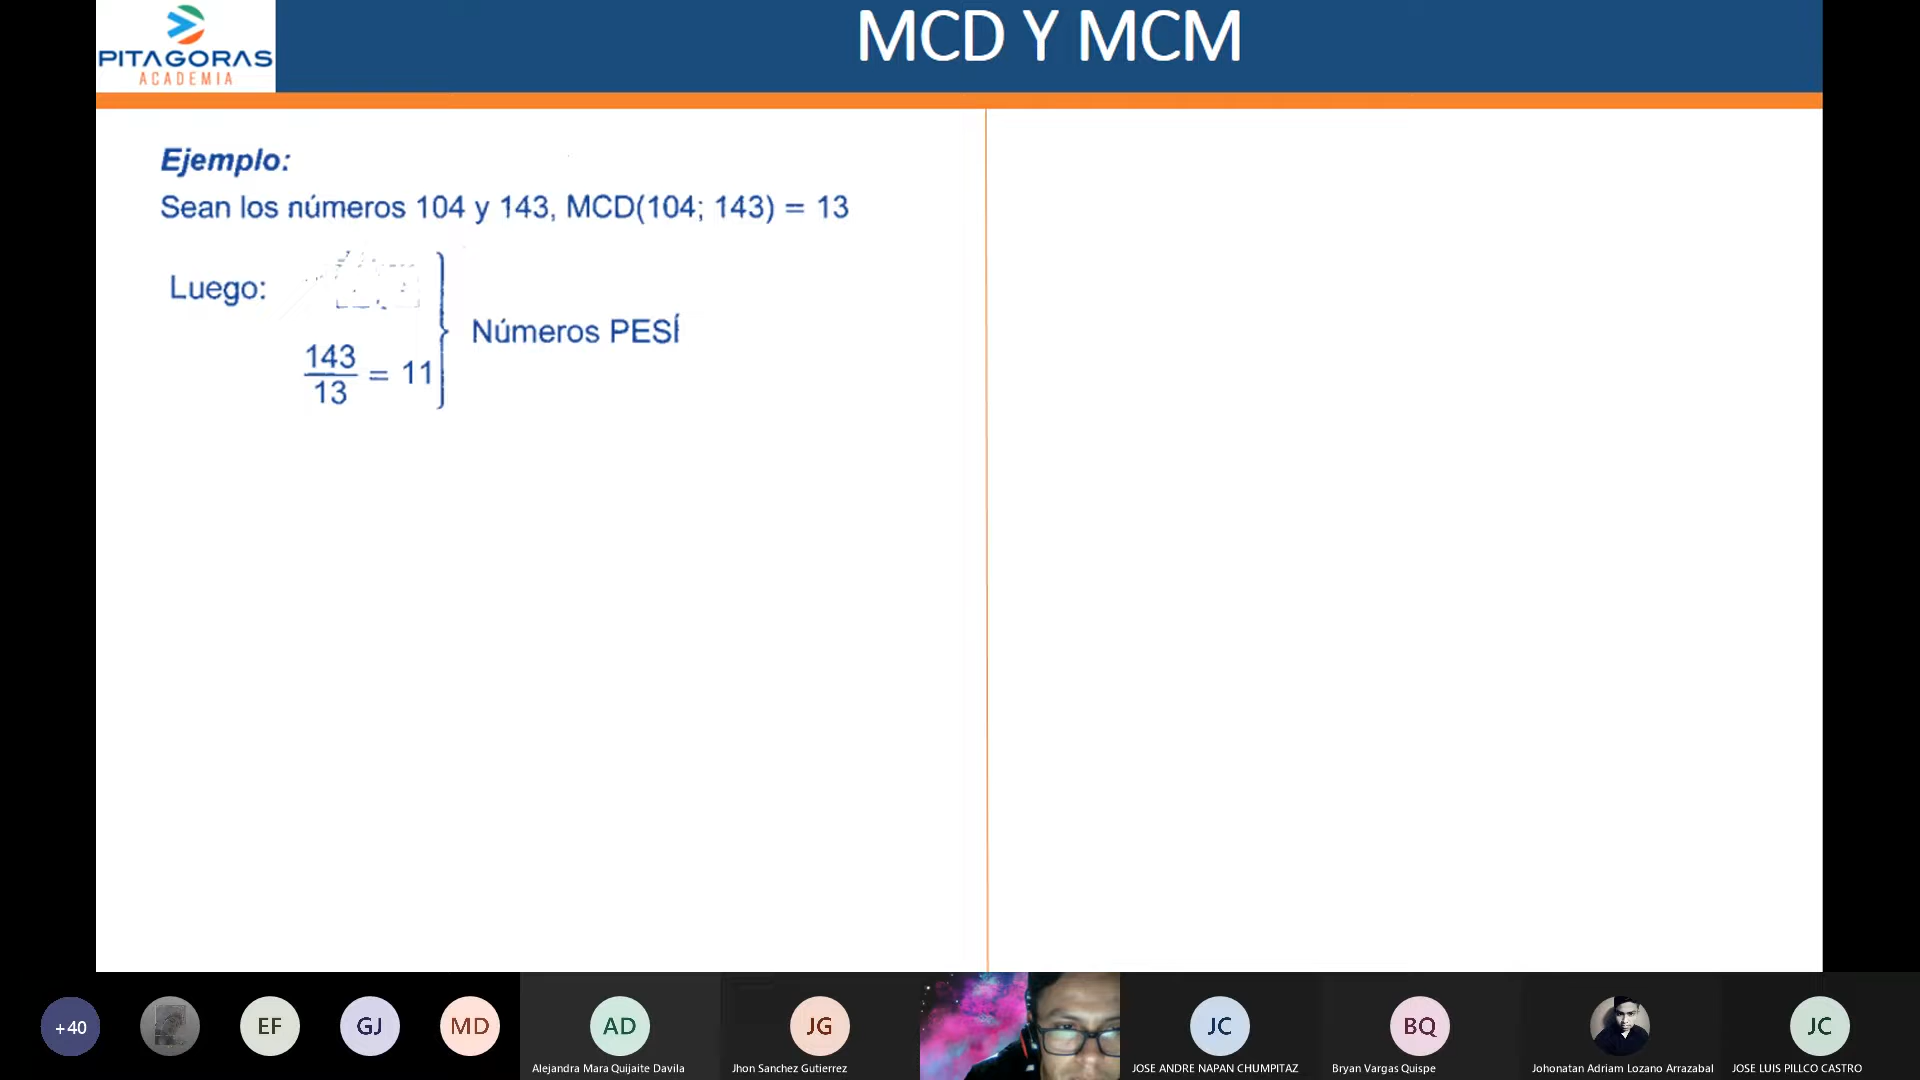 PITAGORAS
ACADEMIA
MCD Y MCM
Ejemplo:
Sean los números 104 y 143, MCD(104; 143) = 13
Luego:
Números PESÍ
143
13
= 11
+40
EF
GJ
MD
AD
Alejandra Mara Quijaite Davila
JG
Jhon Sanchez Gutierrez
JC
JOSE ANDRE NAPAN CHUMPITAZ
BQ
Bryan Vargas Quispe
Johonatan Adriam Lozano Arrazabal
JC
JOSE LUIS PILLCO CASTRO